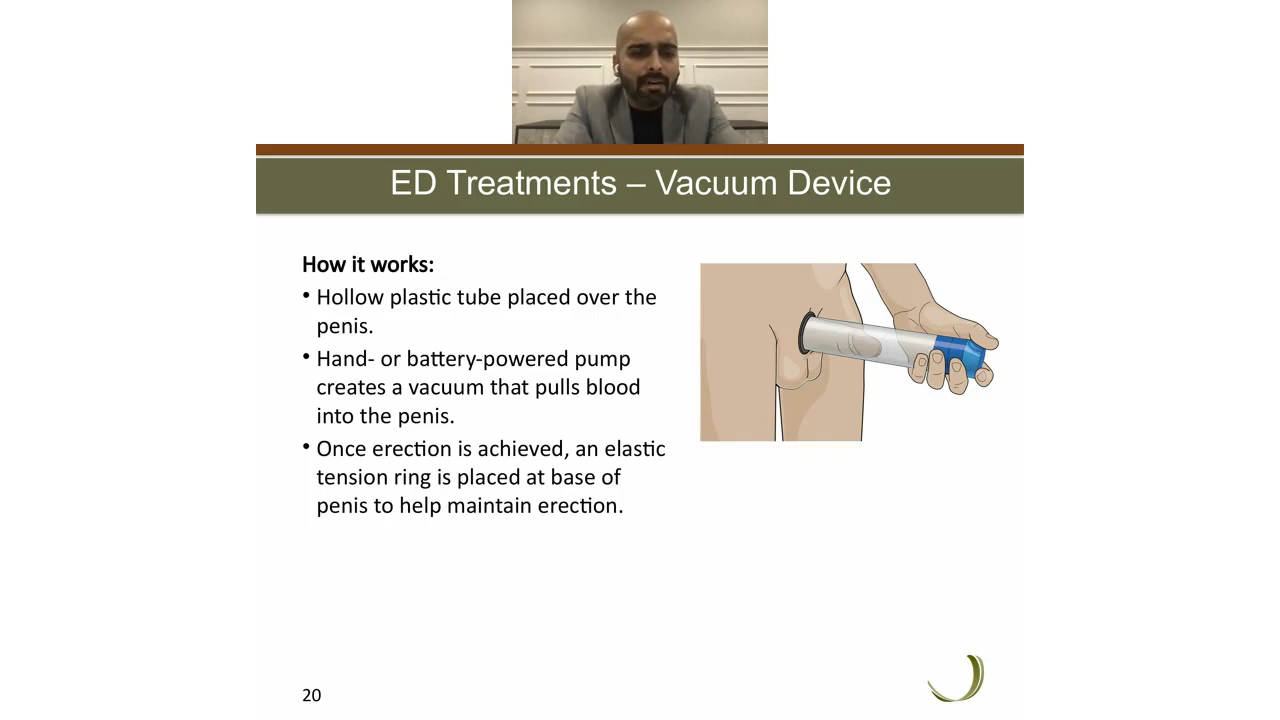 ED Treatments – Vacuum Device
How it works:
• Hollow plastic tube placed over the
penis.
• Hand- or battery-powered pump
creates a vacuum that pulls blood
into the penis.
• Once erection is achieved, an elastic
tension ring is placed at base of
penis to help maintain erection.
20